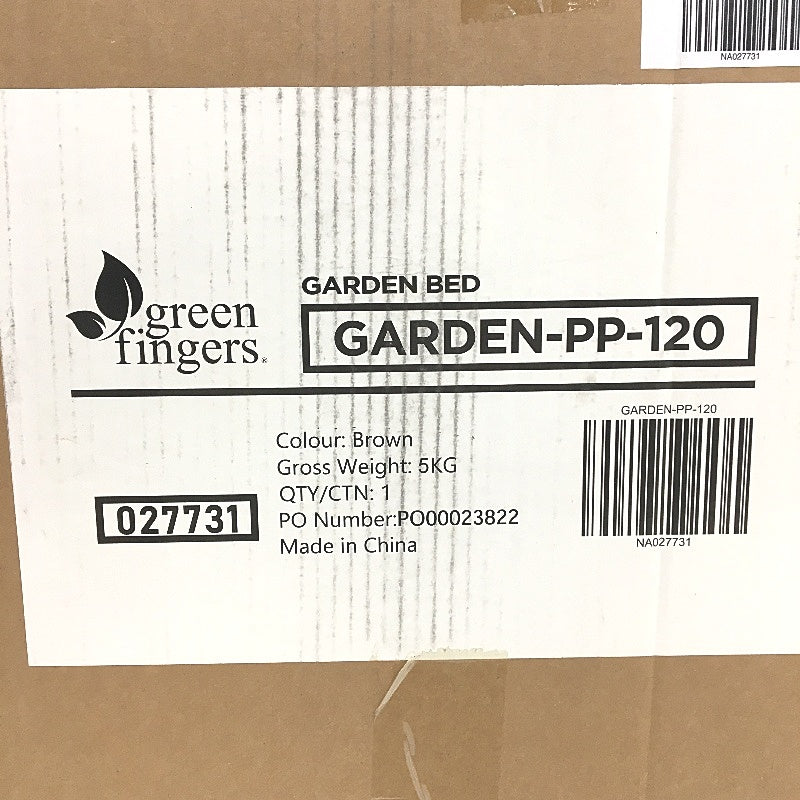 NA027731
green
fingers®
GARDEN BED
GARDEN-PP-120
GARDEN-PP-120
NA027731
Colour: Brown
Gross Weight: 5KG
QTY/CTN: 1
PO Number:PO00023822
Made in China
027731